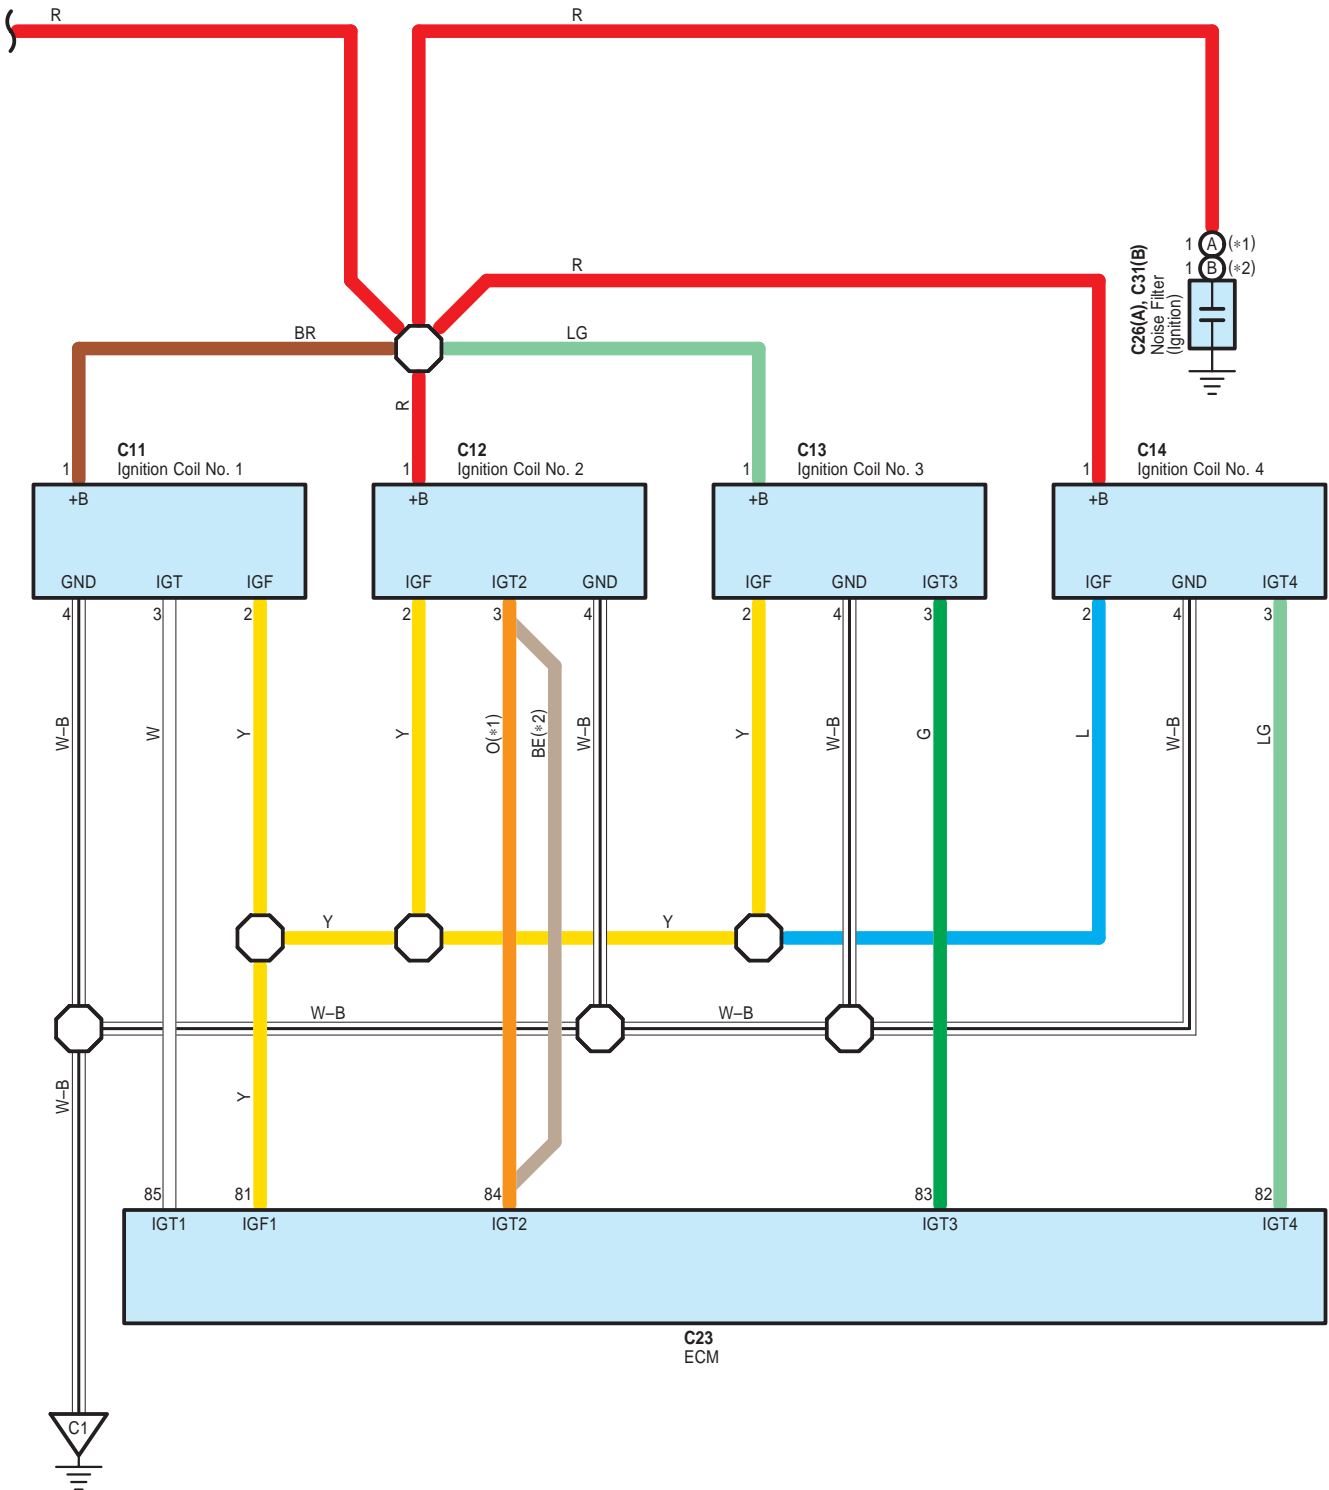 R
R
R
BR
LG
R
1 A (*1)
1 B (*2)
C26(A), C31(B)
Noise Filter
(Ignition)
C11
Ignition Coil No. 1
C12
Ignition Coil No. 2
C13
Ignition Coil No. 3
C14
Ignition Coil No. 4
1
1
1
1
+B
+B
+B
+B
GND IGT IGF
IGF IGT2 GND
IGF GND IGT3
IGF GND IGT4
4 3 2
2 3 4
2 4 3
2 4 3
W–B
W
Y
Y
O(*1)
BE(*2)
W–B
Y
W–B
G
L
W–B
LG
Y
Y
W–B
W–B
W–B
Y
85 81 84 83 82
IGT1 IGF1 IGT2 IGT3 IGT4
C23
ECM
C1